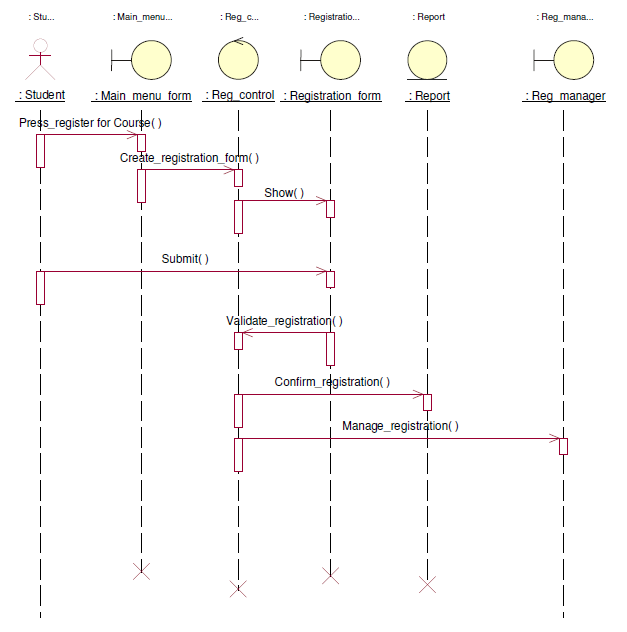 : Stu...
: Main_menu...
: Reg_c...
: Registratio...
: Report
: Reg_mana...
: Student
: Main_menu_form
: Reg_control
: Registration_form
: Report
: Reg_manager
Press_register for Course( )
Create_registration_form( )
Show( )
Submit( )
Validate_registration( )
Confirm_registration( )
Manage_registration( )